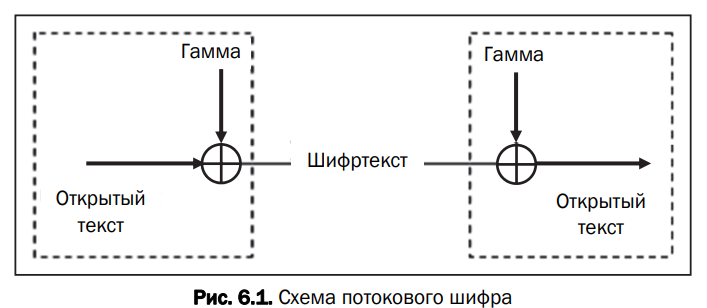 Гамма
Гамма
Шифртекст
Открытый
текст
Открытый
текст
Рис. 6.1. Схема потокового шифра